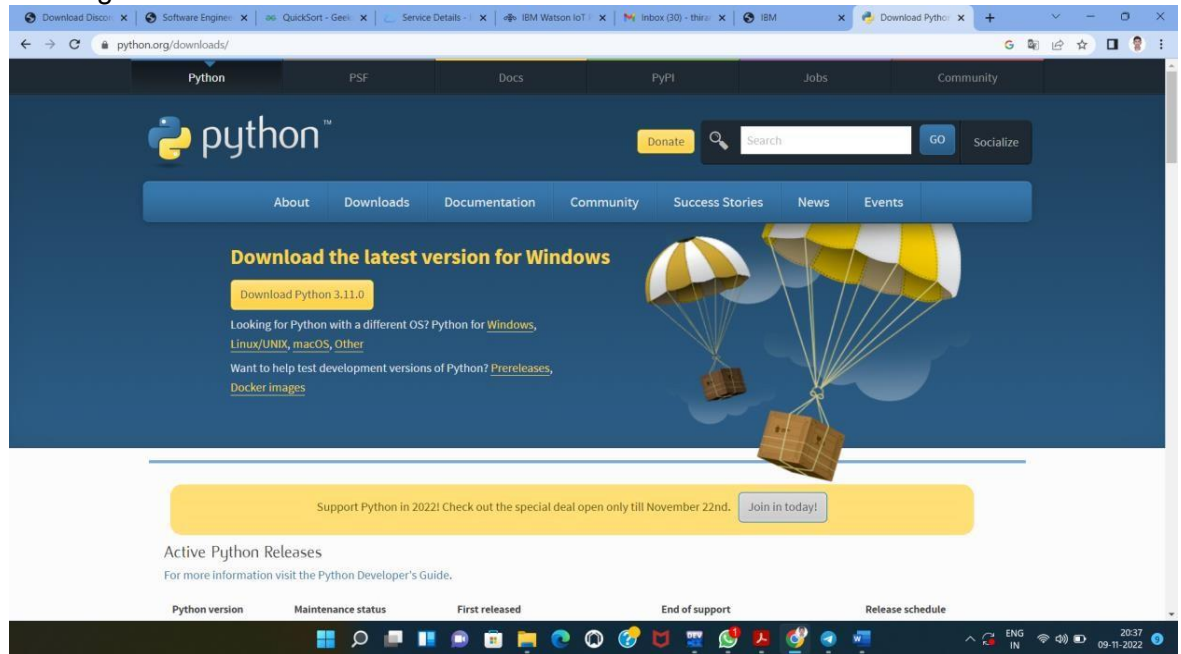 Download Discor
Software Enginee
QuickSort - Geek
Service Details -
IBM Watson IoT
Inbox (30) - thira
IBM
Download Pytho
python.org/downloads/
Python
PSF
Docs
PyPI
Jobs
Community
python™
Donate
Search
GO
Socialize
About
Downloads
Documentation
Community
Success Stories
News
Events
Download the latest version for Windows
Download Python 3.11.0
Looking for Python with a different OS? Python for Windows,
Linux/UNIX, macOS, Other
Want to help test development versions of Python? Prereleases,
Docker images
Support Python in 2022! Check out the special deal open only till November 22nd.
Join in today!
Active Python Releases
For more information visit the Python Developer's Guide.
Python version
Maintenance status
First released
End of support
Release schedule
ENG
IN
20:37
09-11-2022